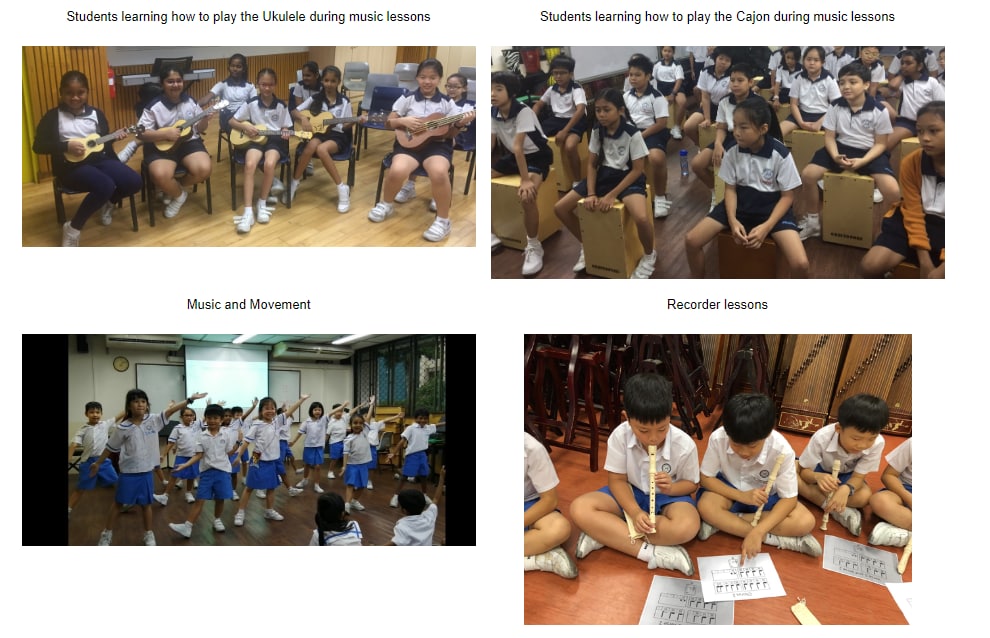 Students learning how to play the Ukulele during music lessons
Students learning how to play the Cajon during music lessons
Music and Movement
Recorder lessons